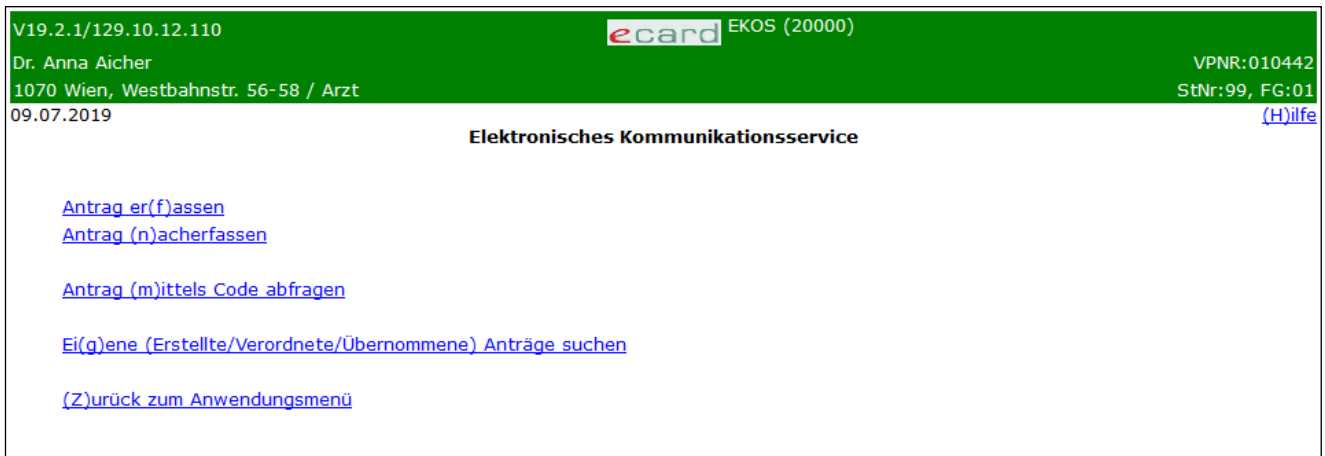 V19.2.1/129.10.12.110 ecard EKOS (20000)
Dr. Anna Aicher VPNR:010442
1070 Wien, Westbahnstr. 56-58 / Arzt StNr:99, FG:01
09.07.2019 (H)ilfe
Elektronisches Kommunikationsservice
Antrag er(f)assen
Antrag (n)acherfassen
Antrag (m)ittels Code abfragen
Ei(g)ene (Erstellte/Verordnete/Übernommene) Anträge suchen
(Z)urück zum Anwendungsmenü